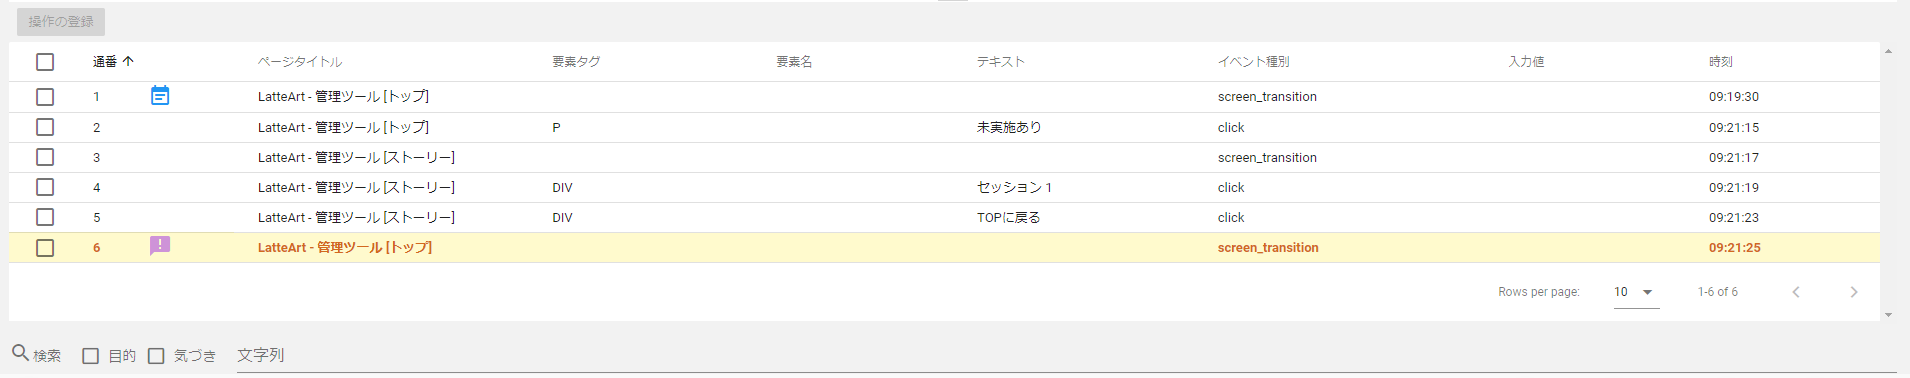 操作の登録
通番 ページタイトル 要素タグ 要素名 テキスト イベント種別 入力値 時刻
1 LatteArt - 管理ツール [トップ] screen_transition 09:19:30
2 LatteArt - 管理ツール [トップ] P 未実施あり click 09:21:15
3 LatteArt - 管理ツール [ストーリー] screen_transition 09:21:17
4 LatteArt - 管理ツール [ストーリー] DIV セッション 1 click 09:21:19
5 LatteArt - 管理ツール [ストーリー] DIV TOPに戻る click 09:21:23
6 LatteArt - 管理ツール [トップ] screen_transition 09:21:25
Rows per page: 10 1-6 of 6
検索 目的 気づき 文字列